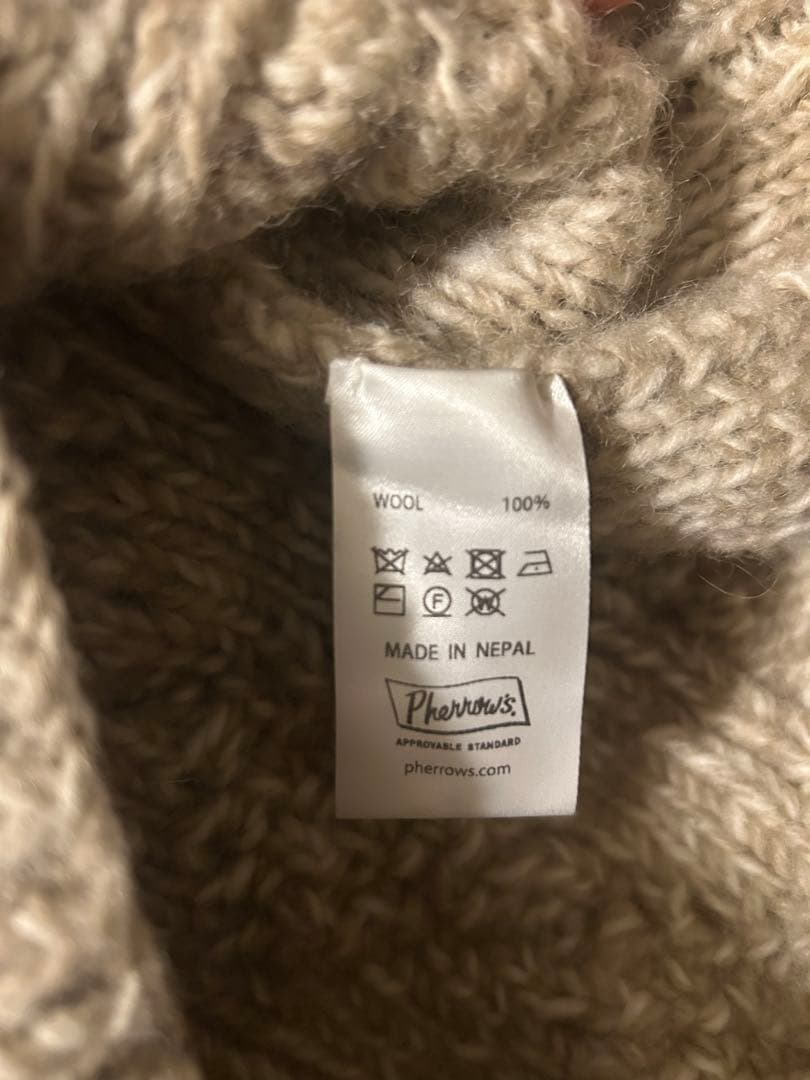 WOOL 100%
F W
MADE IN NEPAL
Pherrow's.
APPROVABLE STANDARD
pherrows.com